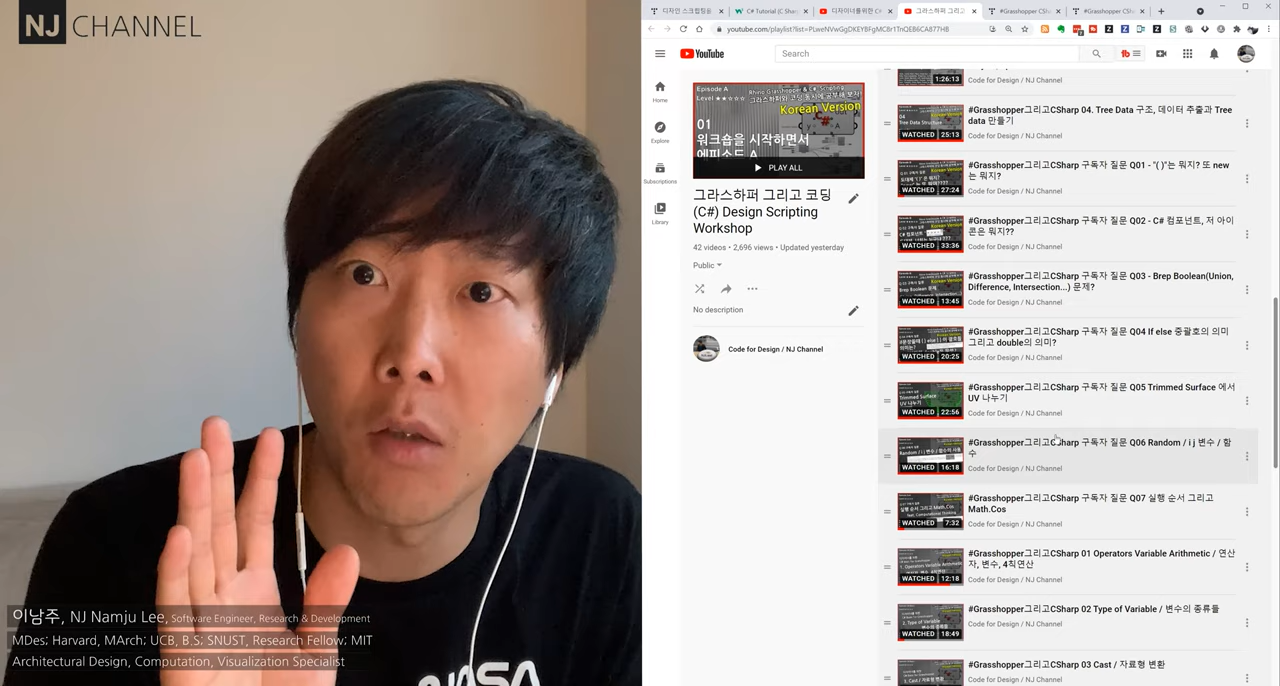 NJ CHANNEL
이남주, NJ Namju Lee, Software Engineer, Research & Development
MDes; Harvard, MArch; UCB, B.S; SNUST, Research Fellow; MIT
Architectural Design, Computation, Visualization Specialist
C# Tutorial (C Shar
#Grasshopper CSh
#Grasshopper CSh
youtube.com/playlist?list=PLweNVwGgDKEYBFgMC8r1TnQEB6CA877HB
YouTube
Search
Home
Explore
Subscriptions
Library
Episode A
Korean Version
01
워크숍을 시작하면서
에피소드 A
PLAY ALL
그라스하퍼 그리고 코딩
(C#) Design Scripting
Workshop
42 videos • 2,696 views • Updated yesterday
Public
No description
Code for Design / NJ Channel
1:26:13
Code for Design / NJ Channel
WATCHED 25:13
#Grasshopper그리고CSharp 04. Tree Data 구조, 데이터 추출과 Tree
data 만들기
Code for Design / NJ Channel
WATCHED 27:24
#Grasshopper그리고CSharp 구독자 질문 Q01 - "( )"는 뭐지? 또 new
는 뭐지?
Code for Design / NJ Channel
WATCHED 33:36
#Grasshopper그리고CSharp 구독자 질문 Q02 - C# 컴포넌트, 저 아이
콘은 뭐지??
Code for Design / NJ Channel
WATCHED 13:45
#Grasshopper그리고CSharp 구독자 질문 Q03 - Brep Boolean(Union,
Difference, Intersection...) 문제?
Code for Design / NJ Channel
WATCHED 20:25
#Grasshopper그리고CSharp 구독자 질문 Q04 If else 중괄호의 의미
그리고 double의 의미?
Code for Design / NJ Channel
WATCHED 22:56
#Grasshopper그리고CSharp 구독자 질문 Q05 Trimmed Surface 에서
UV 나누기
Code for Design / NJ Channel
WATCHED 16:18
#Grasshopper그리고CSharp 구독자 질문 Q06 Random / i j 변수 / 함
수
Code for Design / NJ Channel
WATCHED 7:32
#Grasshopper그리고CSharp 구독자 질문 Q07 실행 순서 그리고
Math.Cos
Code for Design / NJ Channel
WATCHED 12:18
#Grasshopper그리고CSharp 01 Operators Variable Arithmetic / 연산
자, 변수, 4칙연산
Code for Design / NJ Channel
WATCHED 18:49
#Grasshopper그리고CSharp 02 Type of Variable / 변수의 종류들
Code for Design / NJ Channel
#Grasshopper그리고CSharp 03 Cast / 자료형 변환
Code for Design / NJ Channel